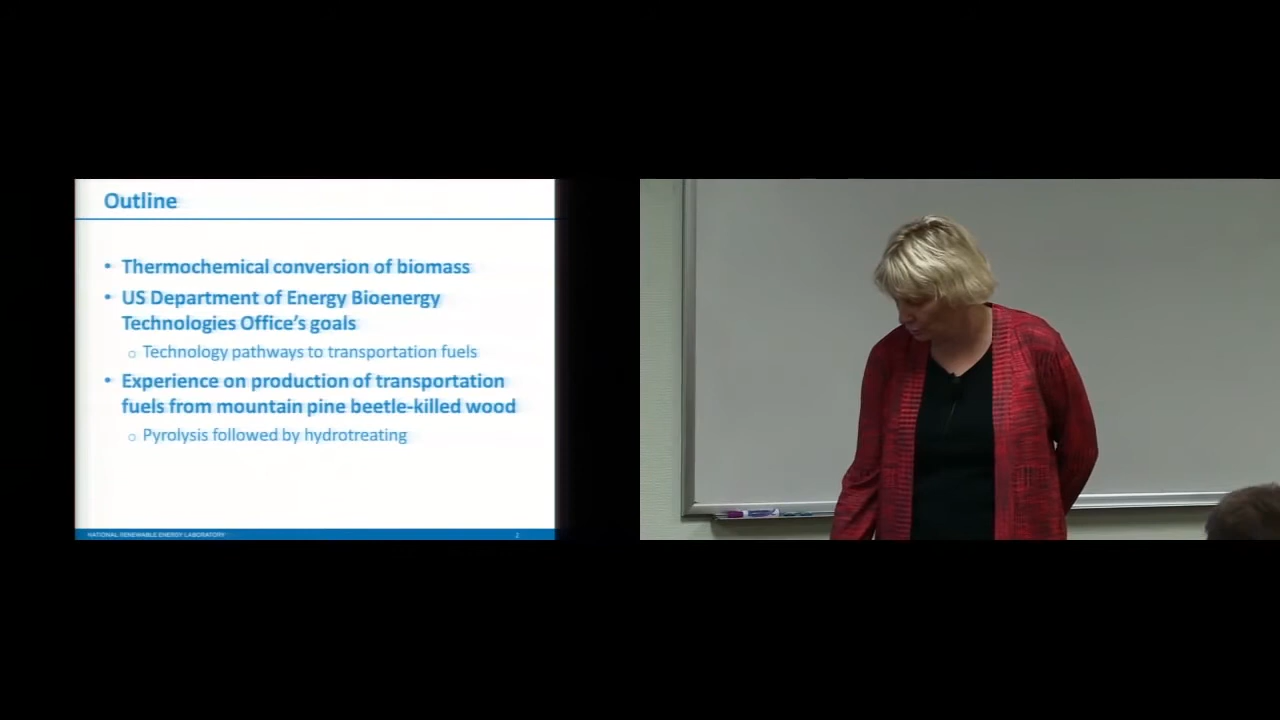 Outline
• Thermochemical conversion of biomass
• US Department of Energy Bioenergy
Technologies Office's goals
o Technology pathways to transportation fuels
• Experience on production of transportation
fuels from mountain pine beetle-killed wood
o Pyrolysis followed by hydrotreating
NATIONAL RENEWABLE ENERGY LABORATORY
2